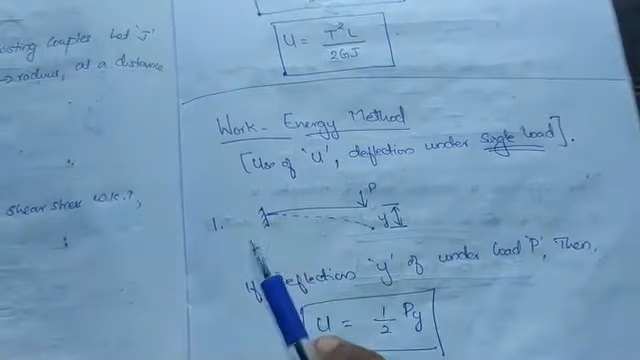 U = T²L / 2GJ
twisting couples. Let 'J'
→ radius, at a distance
shear stress w.k.T,
Work - Energy Method
[Use of 'U', deflection under single load].
1.
P
y
If deflection 'y' of under load 'P', Then,
U = 1/2 Py